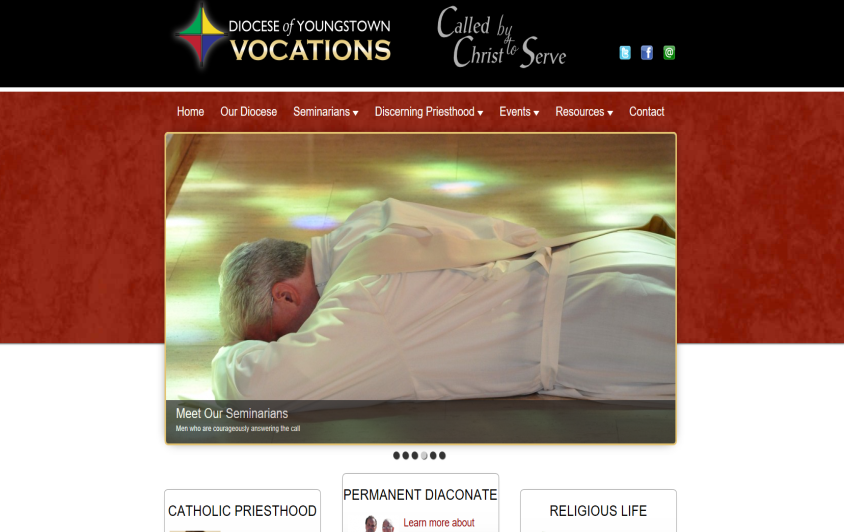 DIOCESE of YOUNGSTOWN
VOCATIONS
Called by
Christ to Serve
Home Our Diocese Seminarians Discerning Priesthood Events Resources Contact
Meet Our Seminarians
Men who are courageously answering the call
CATHOLIC PRIESTHOOD
PERMANENT DIACONATE
Learn more about
RELIGIOUS LIFE